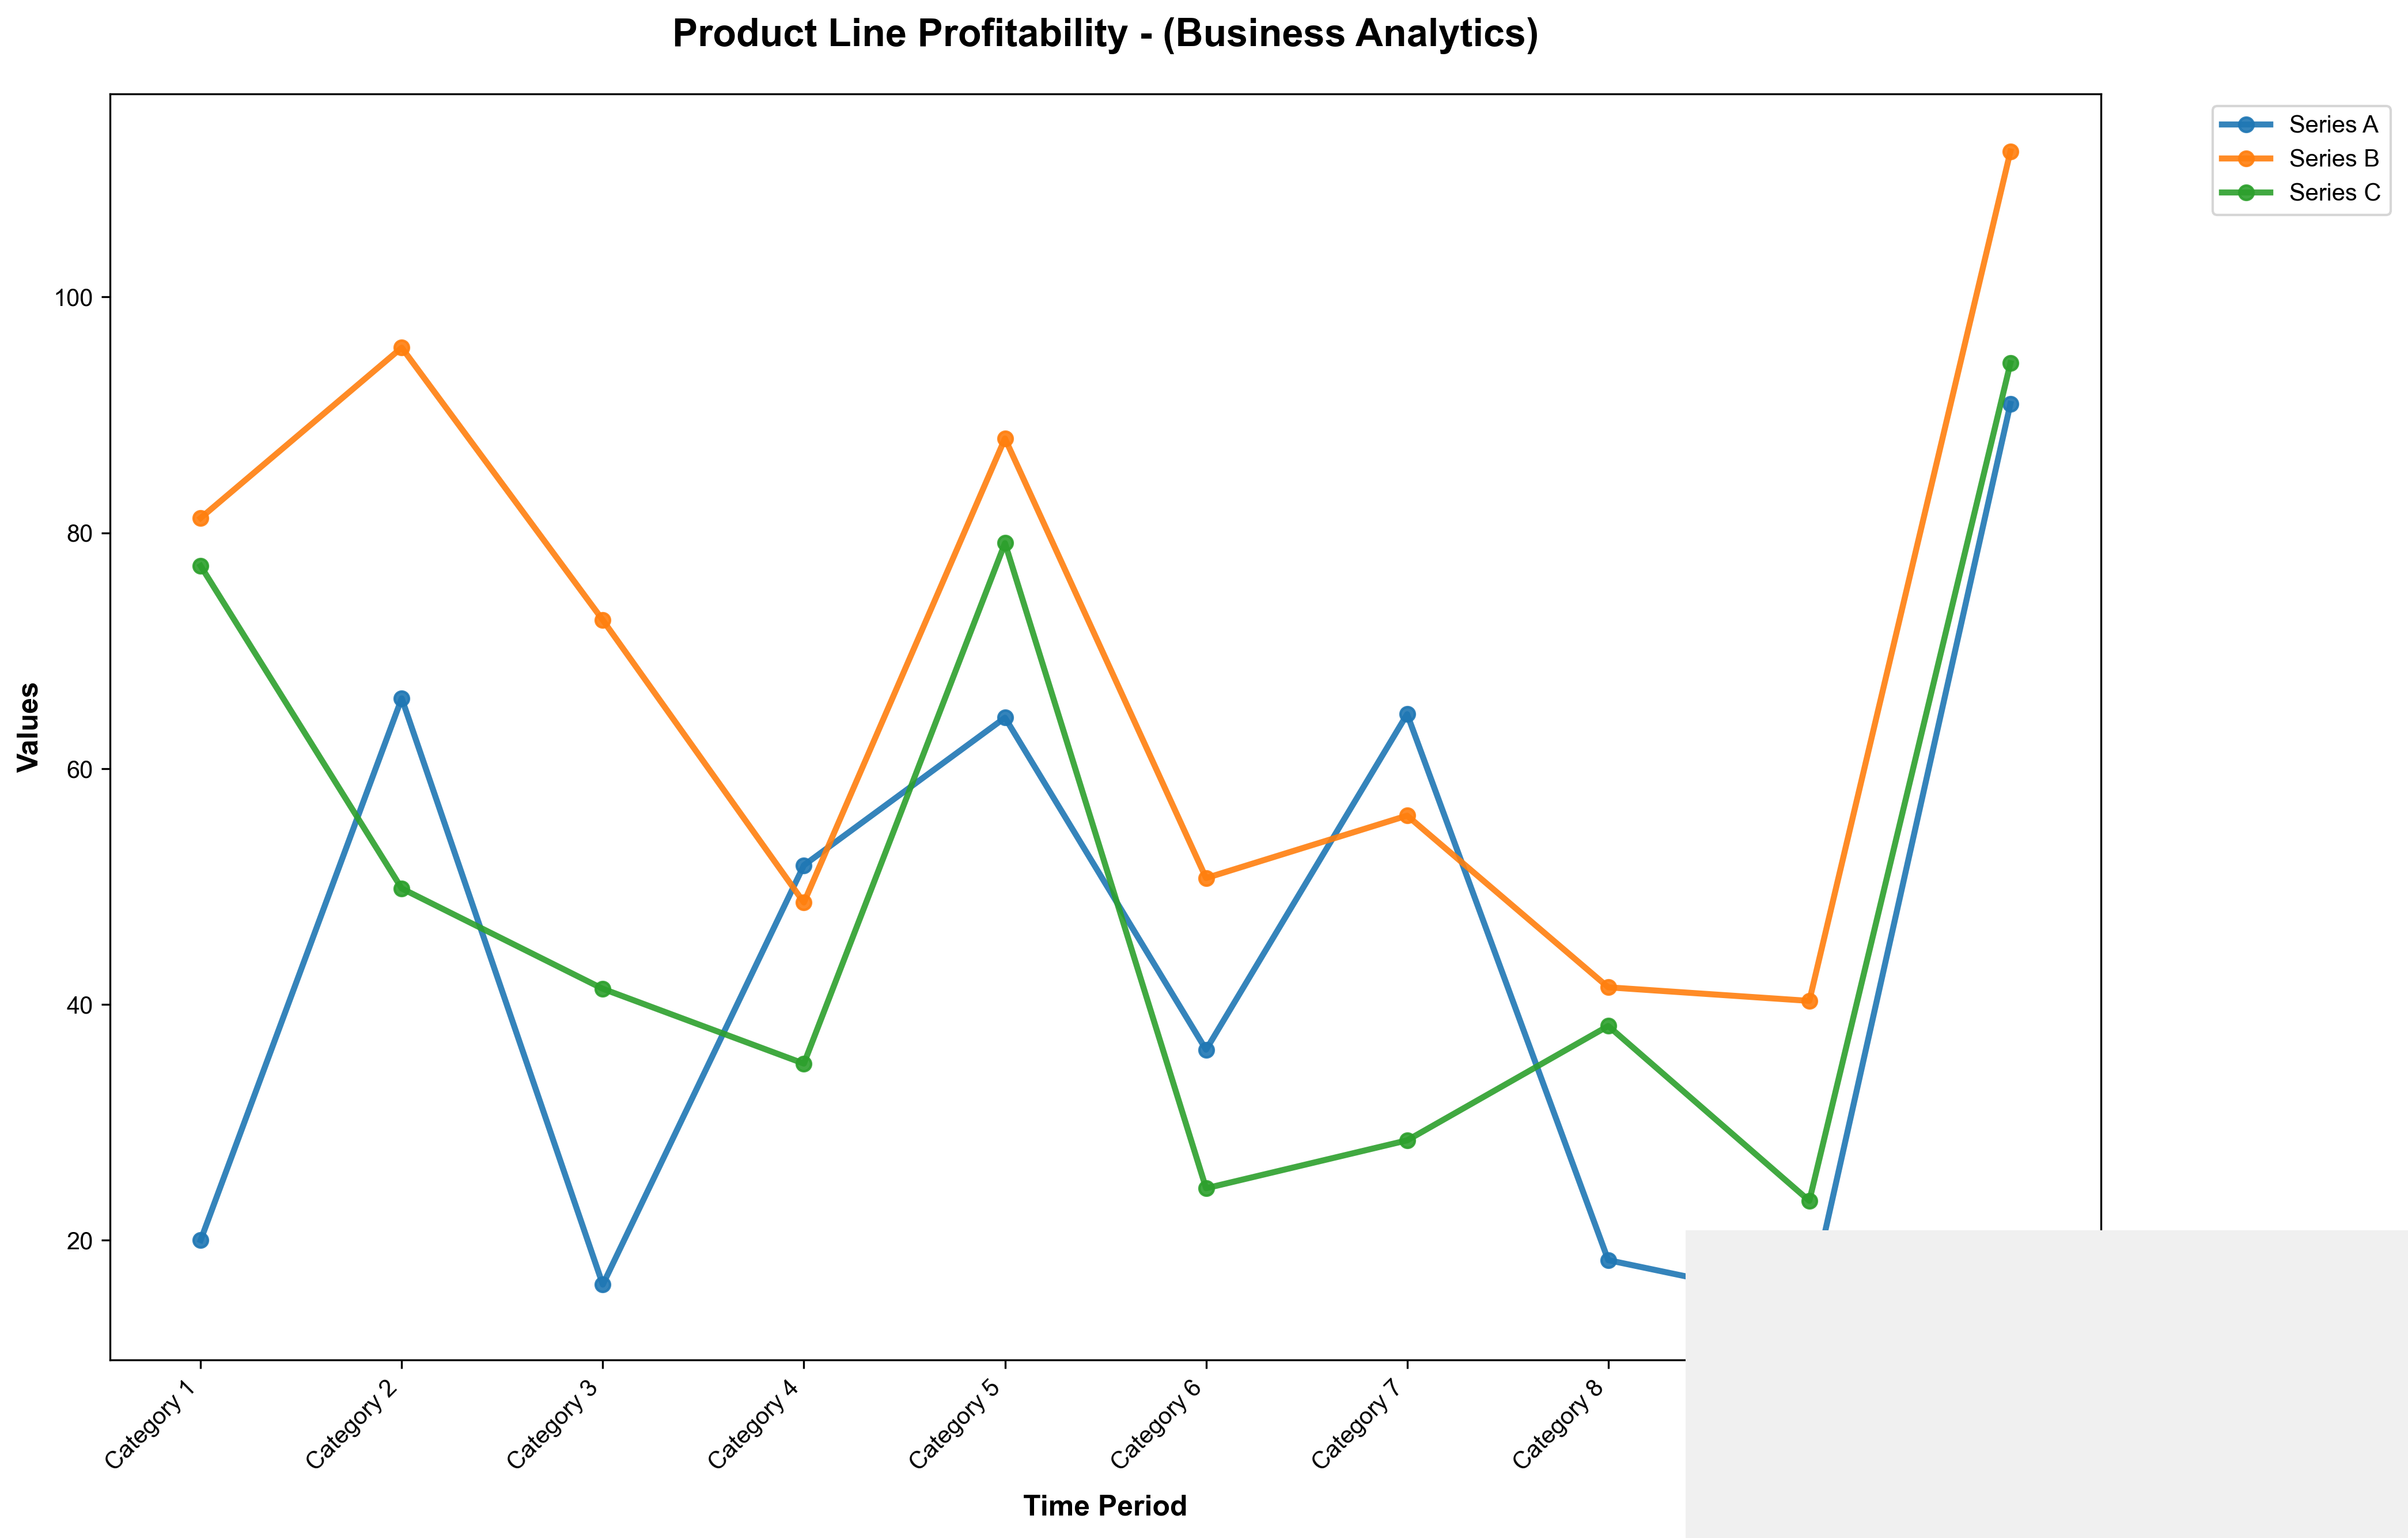 Product Line Profitability - (Business Analytics)
Series A
Series B
Series C
100
80
60
40
20
Values
Category 1
Category 2
Category 3
Category 4
Category 5
Category 6
Category 7
Category 8
Time Period